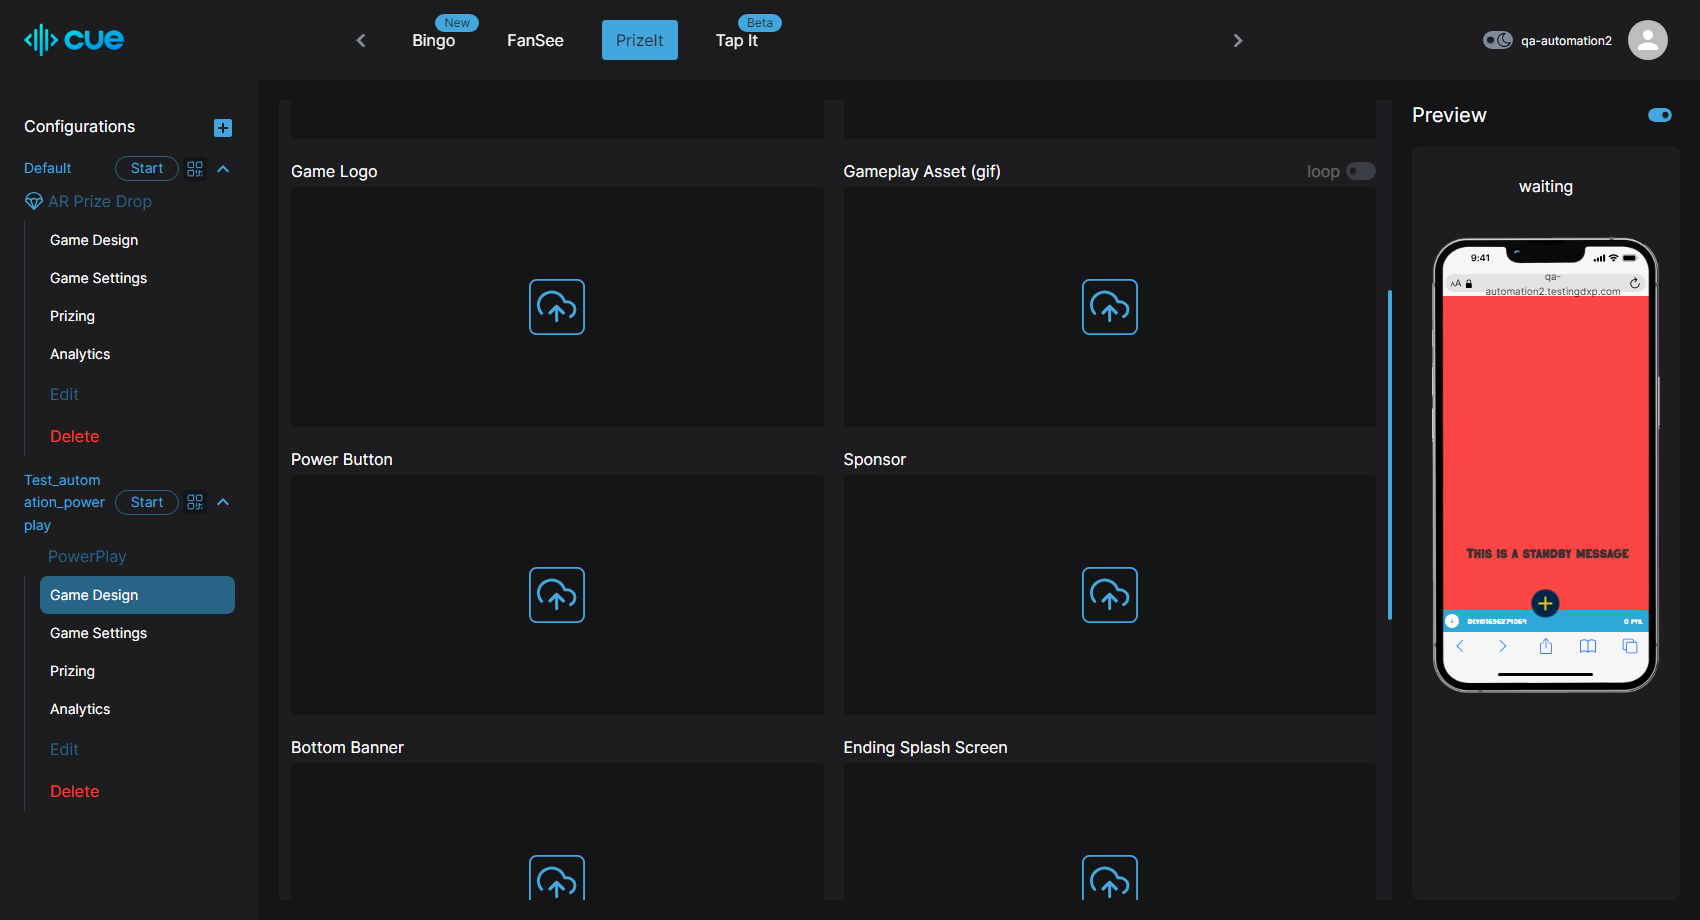 cue
New
Bingo
FanSee
PrizeIt
Beta
Tap It
qa-automation2
Configurations
Default
Start
AR Prize Drop
Game Design
Game Settings
Prizing
Analytics
Edit
Delete
Test_autom
ation_power
play
Start
PowerPlay
Game Design
Game Settings
Prizing
Analytics
Edit
Delete
Game Logo
Gameplay Asset (gif)
loop
Power Button
Sponsor
Bottom Banner
Ending Splash Screen
Preview
waiting
9:41
AA
qa-
automation2.testingdxp.com
This is a standby message
0 PTS.